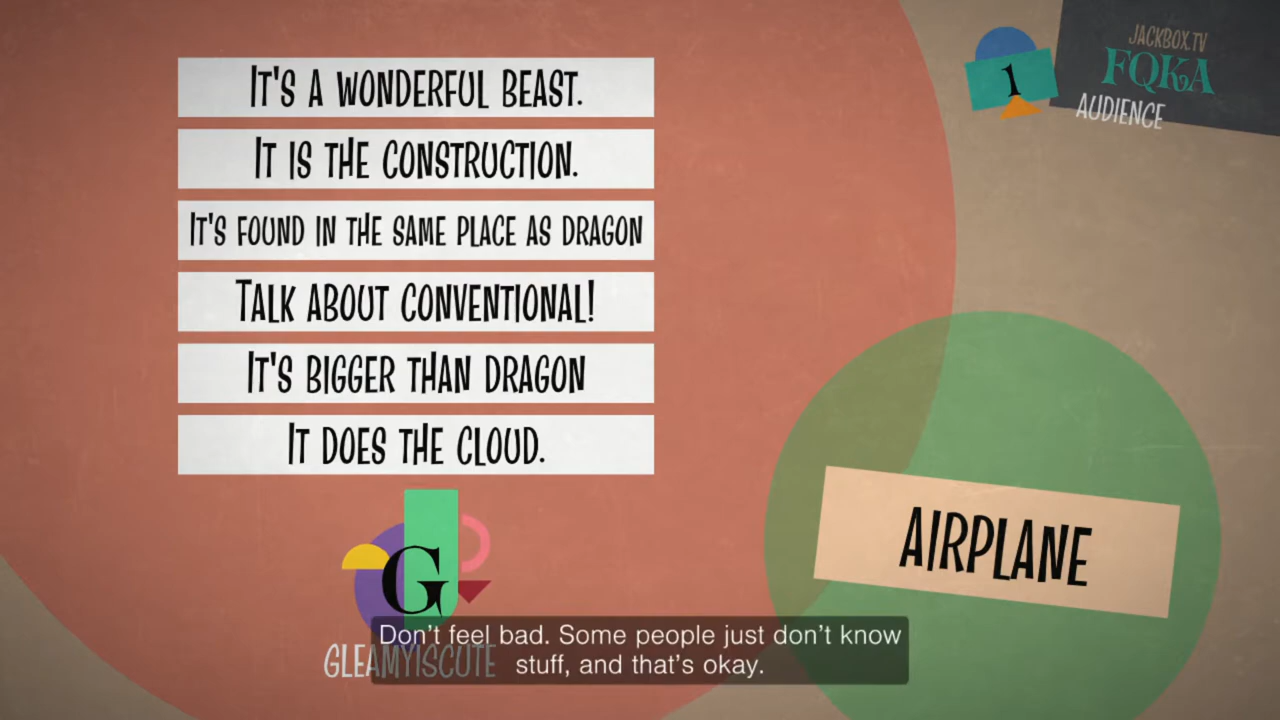 IT'S A WONDERFUL BEAST.
IT IS THE CONSTRUCTION.
IT'S FOUND IN THE SAME PLACE AS DRAGON
TALK ABOUT CONVENTIONAL!
IT'S BIGGER THAN DRAGON
IT DOES THE CLOUD.
1
JACKBOX.TV
FQKA
AUDIENCE
AIRPLANE
G
GLEAMYISCUTE
Don't feel bad. Some people just don't know
stuff, and that's okay.